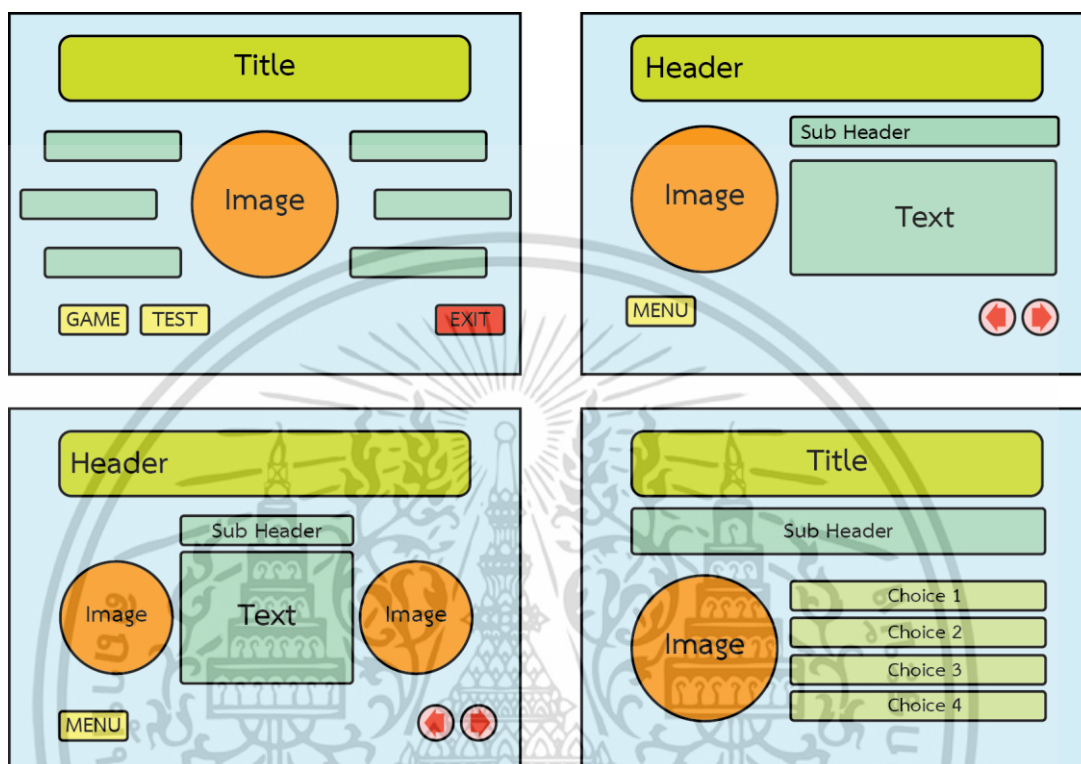 Title
Image
GAME TEST EXIT
Header
Sub Header
Image
Text
MENU
Header
Sub Header
Image
Text
Image
MENU
Title
Sub Header
Image
Choice 1
Choice 2
Choice 3
Choice 4